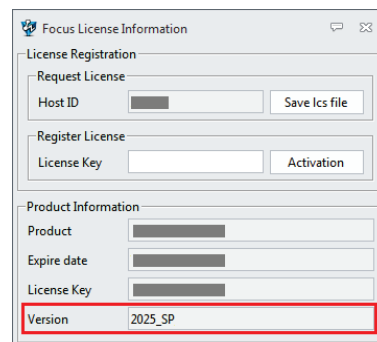 Focus License Information
License Registration
Request License
Host ID
Save lcs file
Register License
License Key
Activation
Product Information
Product
Expire date
License Key
Version 2025_SP